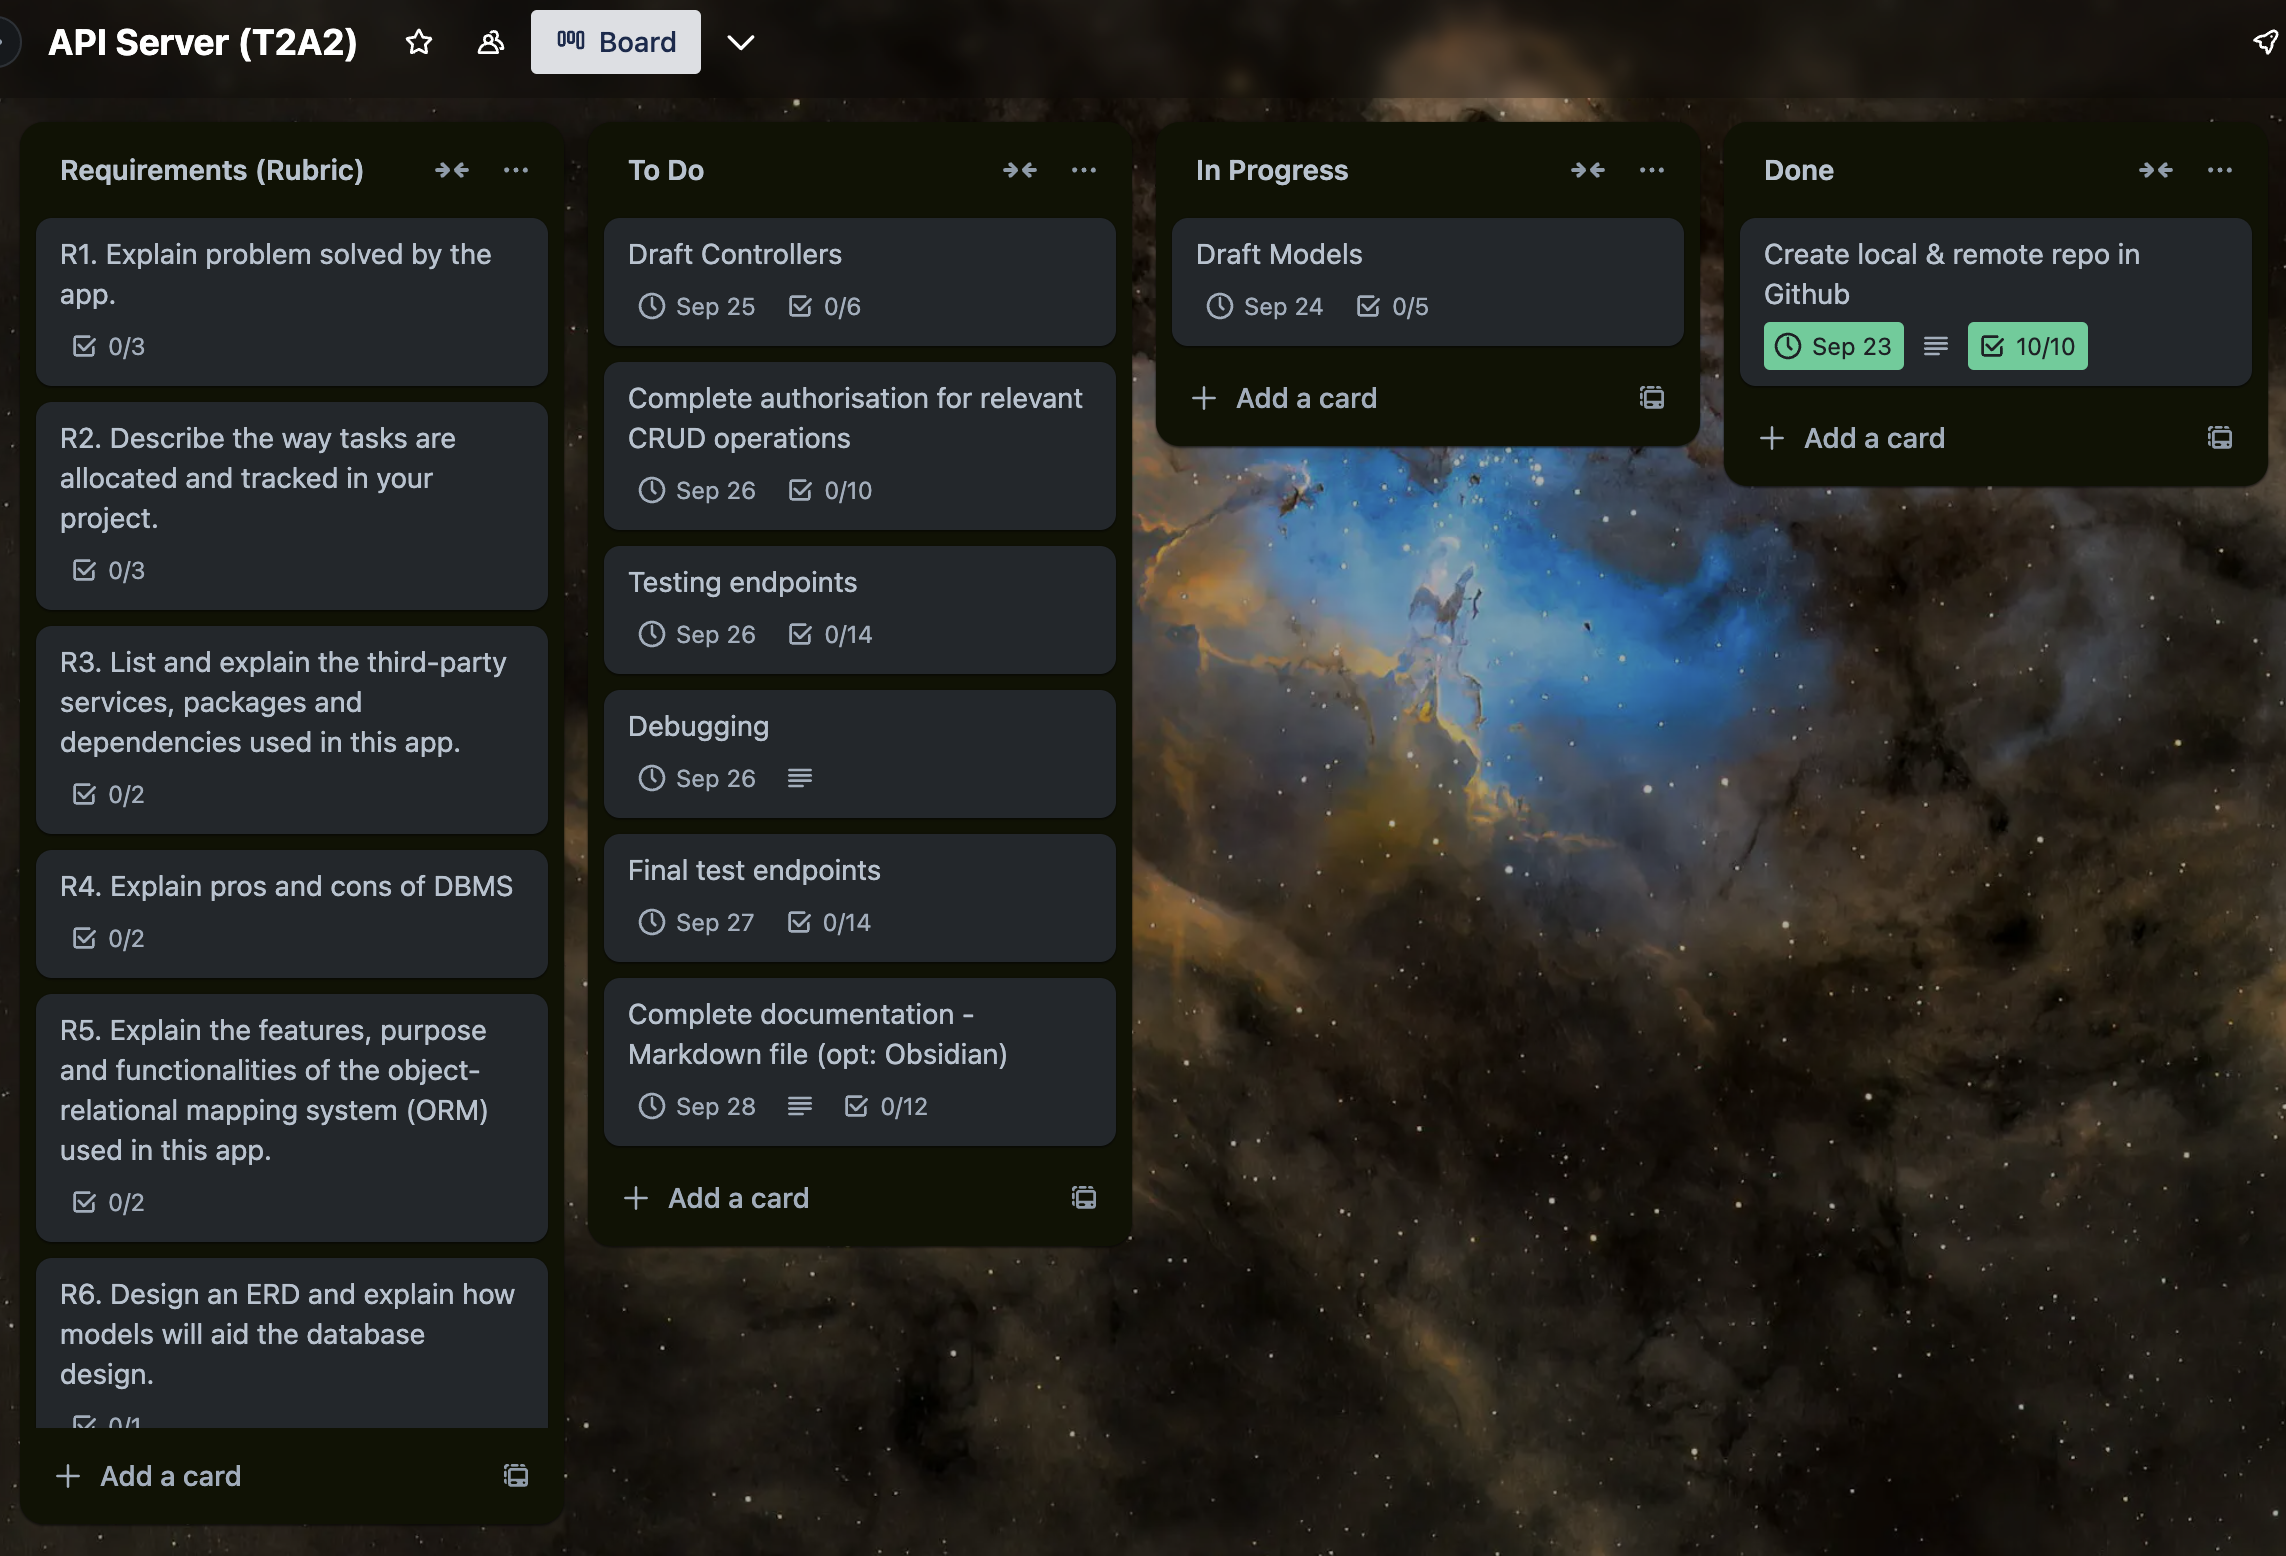 API Server (T2A2)
Board
Requirements (Rubric)
R1. Explain problem solved by the
app.
0/3
R2. Describe the way tasks are
allocated and tracked in your
project.
0/3
R3. List and explain the third-party
services, packages and
dependencies used in this app.
0/2
R4. Explain pros and cons of DBMS
0/2
R5. Explain the features, purpose
and functionalities of the object-
relational mapping system (ORM)
used in this app.
0/2
R6. Design an ERD and explain how
models will aid the database
design.
0/1
+ Add a card
To Do
Draft Controllers
Sep 25 0/6
Complete authorisation for relevant
CRUD operations
Sep 26 0/10
Testing endpoints
Sep 26 0/14
Debugging
Sep 26
Final test endpoints
Sep 27 0/14
Complete documentation -
Markdown file (opt: Obsidian)
Sep 28 0/12
+ Add a card
In Progress
Draft Models
Sep 24 0/5
+ Add a card
Done
Create local & remote repo in
Github
Sep 23 10/10
+ Add a card